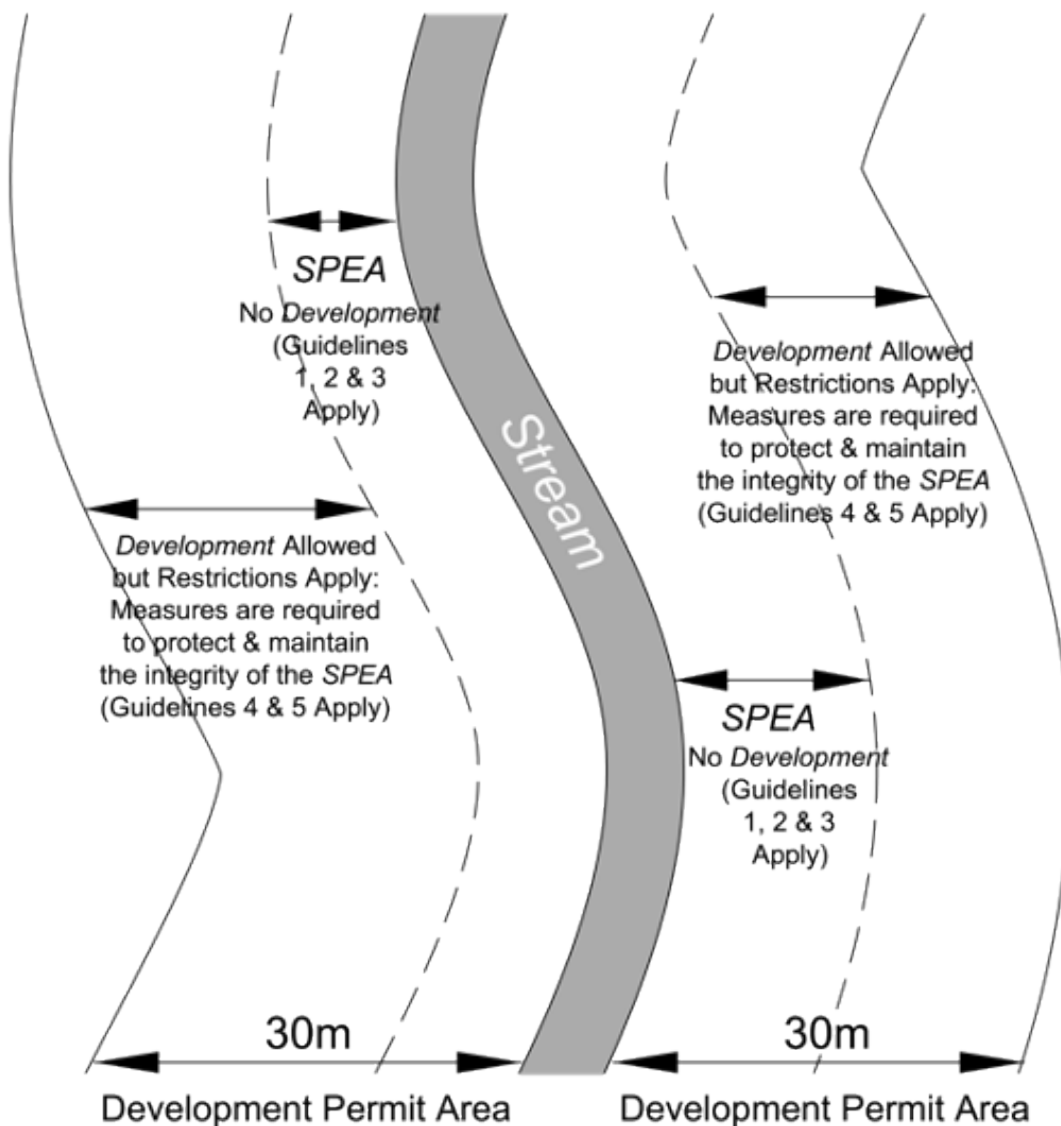 SPEA
No Development
(Guidelines
1, 2 & 3
Apply)
Development Allowed
but Restrictions Apply:
Measures are required
to protect & maintain
the integrity of the SPEA
(Guidelines 4 & 5 Apply)
Stream
Development Allowed
but Restrictions Apply:
Measures are required
to protect & maintain
the integrity of the SPEA
(Guidelines 4 & 5 Apply)
SPEA
No Development
(Guidelines
1, 2 & 3
Apply)
30m
30m
Development Permit Area
Development Permit Area